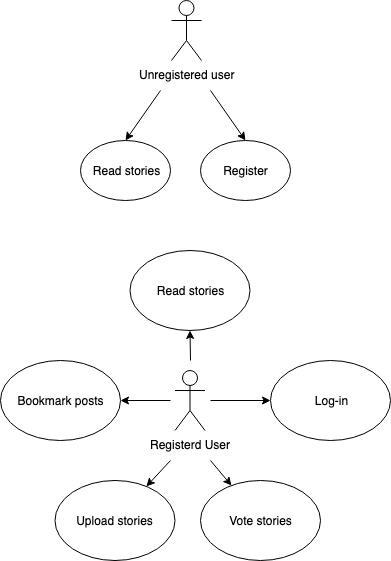 Unregistered user
Read stories
Register
Read stories
Bookmark posts
Log-in
Registerd User
Upload stories
Vote stories